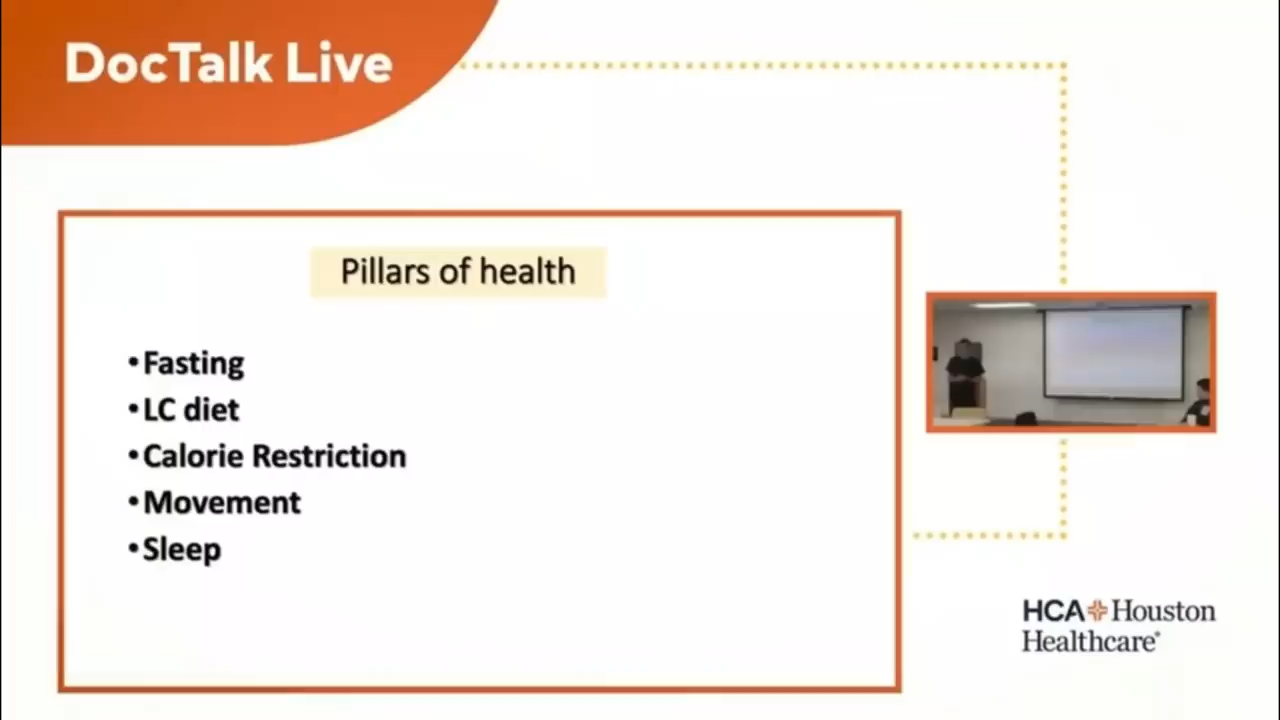 DocTalk Live
Pillars of health
•Fasting
•LC diet
•Calorie Restriction
•Movement
•Sleep
HCA Houston
Healthcare®